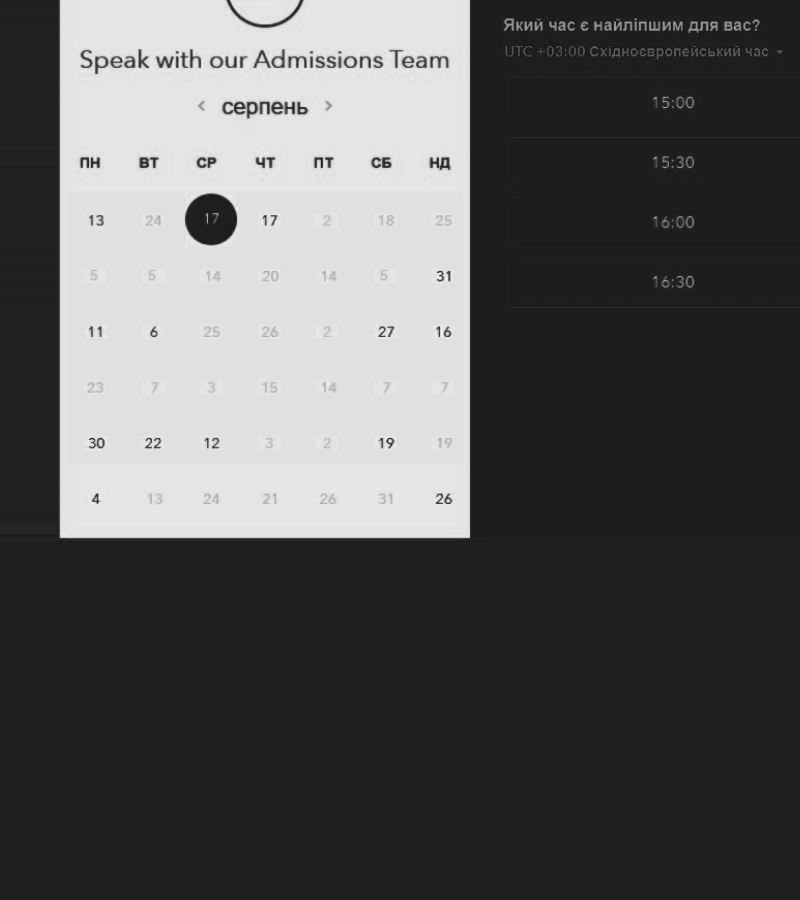 Speak with our Admissions Team
‹ серпень ›
ПН ВТ СР ЧТ ПТ СБ НД
13 24 17 17 2 18 25
5 5 14 20 14 5 31
11 6 25 26 2 27 16
23 7 3 15 14 7 7
30 22 12 3 2 19 19
4 13 24 21 26 31 26
Який час є найліпшим для вас?
UTC +03:00 Східноєвропейський час
15:00
15:30
16:00
16:30